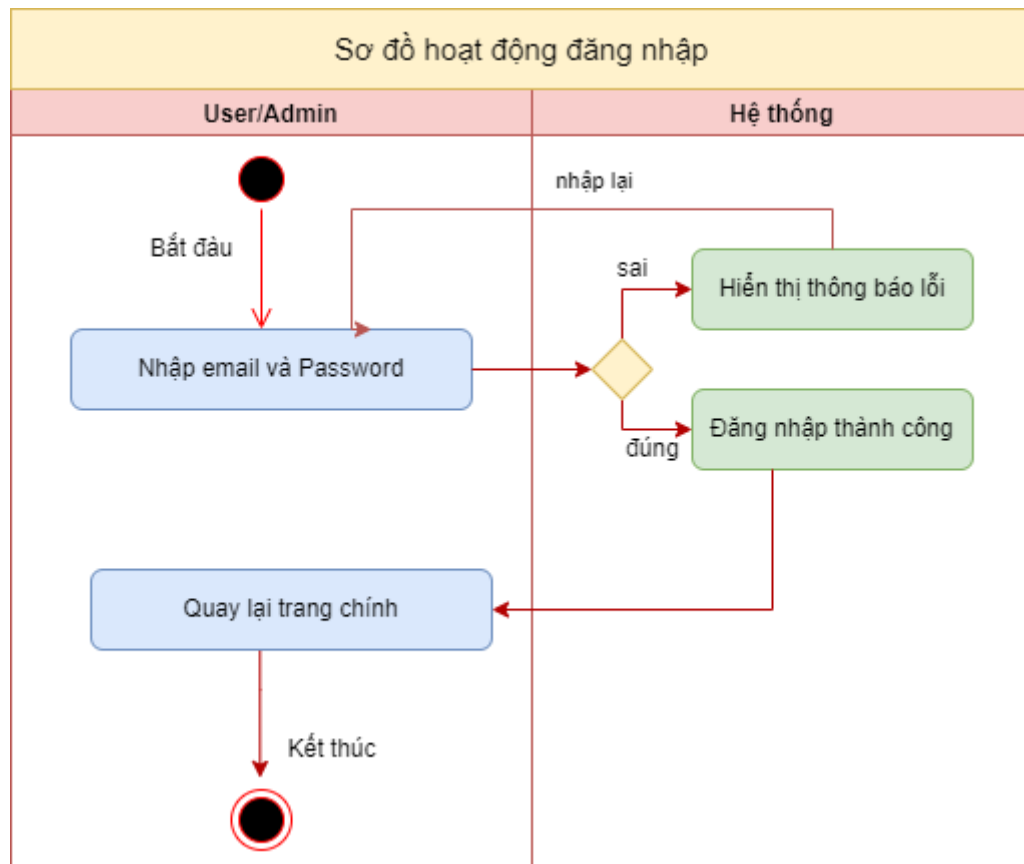 Sơ đồ hoạt động đăng nhập
User/Admin
Hệ thống
nhập lại
Bắt đàu
sai
Hiển thị thông báo lỗi
Nhập email và Password
Đăng nhập thành công
đúng
Quay lại trang chính
Kết thúc